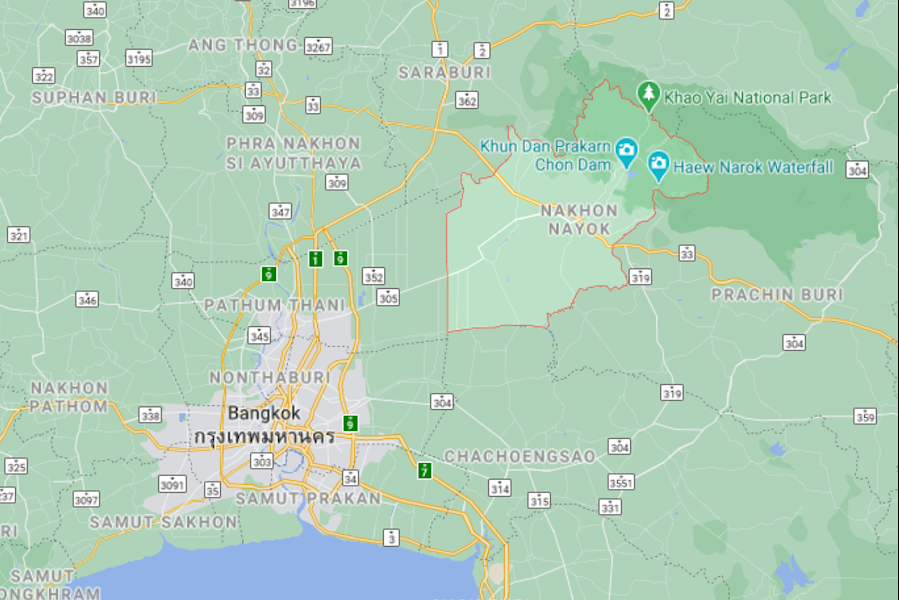 340
3196
2
3038
ANG THONG
3267
1
2
357
3195
322
32
SARABURI
SUPHAN BURI
33
33
362
Khao Yai National Park
309
PHRA NAKHON
SI AYUTTHAYA
Khun Dan Prakarn
Chon Dam
Haew Narok Waterfall
304
309
347
NAKHON
NAYOK
321
33
9
1
9
352
319
340
305
346
PATHUM THANI
PRACHIN BURI
345
304
NONTHABURI
NAKHON
PATHOM
319
304
338
Bangkok
กรุงเทพมหานคร
9
359
303
CHACHOENGSAO
304
325
7
34
3091
35
314
3551
237
3097
SAMUT PRAKAN
315
331
SAMUT SAKHON
RI
3
SAMUT
ONGKHRAM